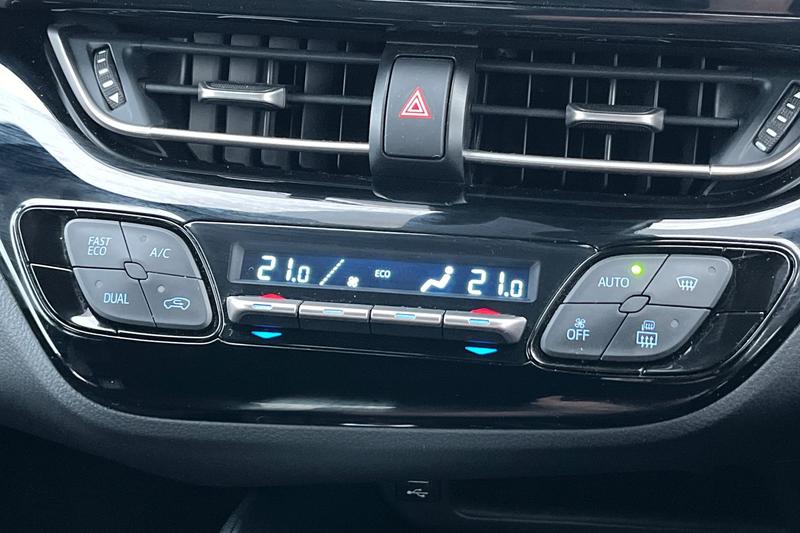 FAST
ECO
A/C
DUAL
21.0
ECO
21.0
AUTO
OFF